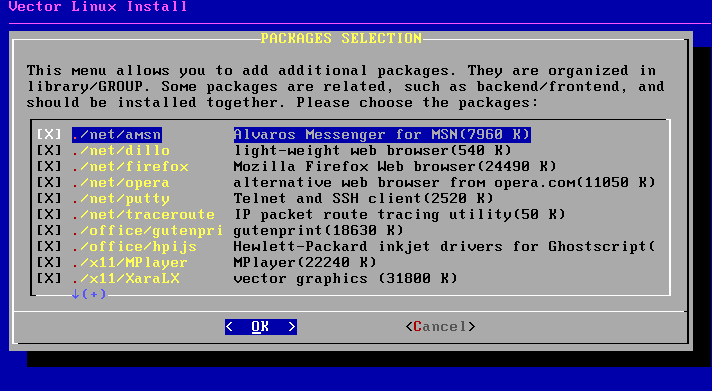 Vector Linux Install
PACKAGES SELECTION
This menu allows you to add additional packages. They are organized in
library/GROUP. Some packages are related, such as backend/frontend, and
should be installed together. Please choose the packages:
[X] ./net/amsn Alvaros Messenger for MSN(7960 K)
[X] ./net/dillo light-weight web browser(540 K)
[X] ./net/firefox Mozilla Firefox Web browser(24490 K)
[X] ./net/opera alternative web browser from opera.com(11050 K)
[X] ./net/putty Telnet and SSH client(2520 K)
[X] ./net/traceroute IP packet route tracing utility(50 K)
[X] ./office/gutenpri gutenprint(18630 K)
[X] ./office/hpijs Hewlett-Packard inkjet drivers for Ghostscript(
[X] ./x11/MPlayer MPlayer(22240 K)
[X] ./x11/XaraLX vector graphics (31800 K)
↓(+)
< OK > <Cancel>